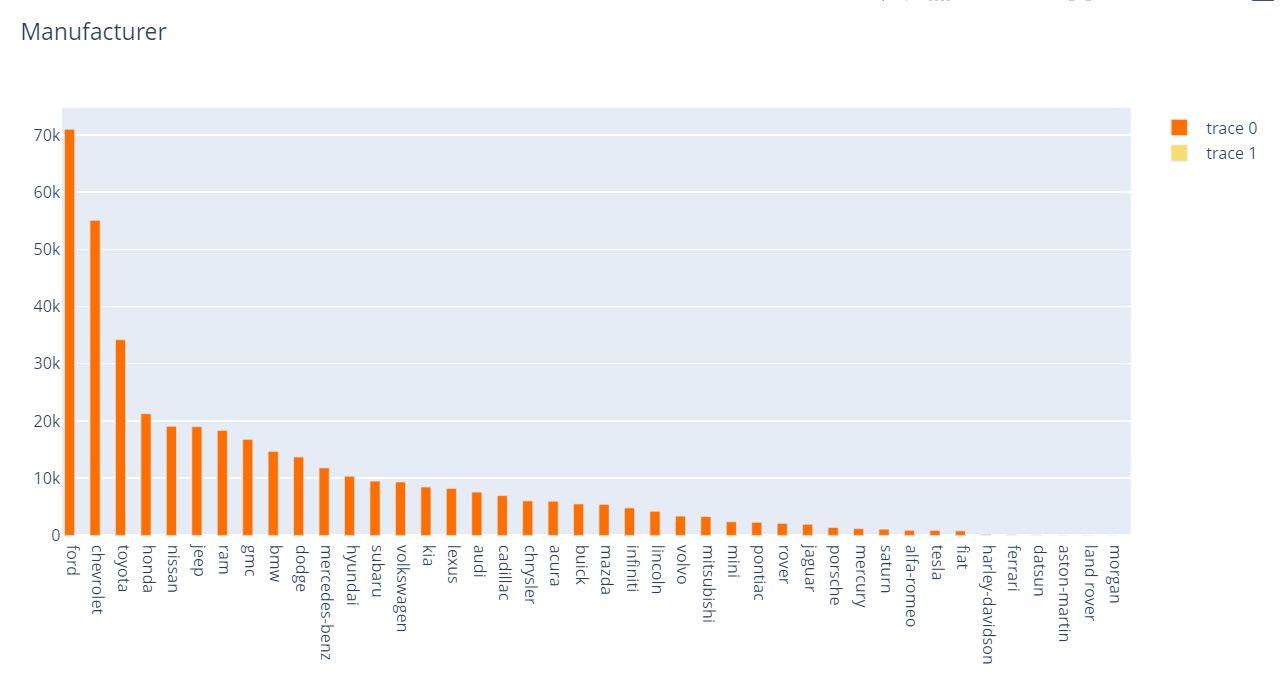 Manufacturer
trace 0
trace 1
70k
60k
50k
40k
30k
20k
10k
0
ford
chevrolet
toyota
honda
nissan
jeep
ram
gmc
bmw
dodge
mercedes-benz
hyundai
subaru
volkswagen
kia
lexus
audi
cadillac
chrysler
acura
buick
mazda
infiniti
lincoln
volvo
mitsubishi
mini
pontiac
rover
jaguar
porsche
mercury
saturn
alfa-romeo
tesla
fiat
harley-davidson
ferrari
datsun
aston-martin
land rover
morgan